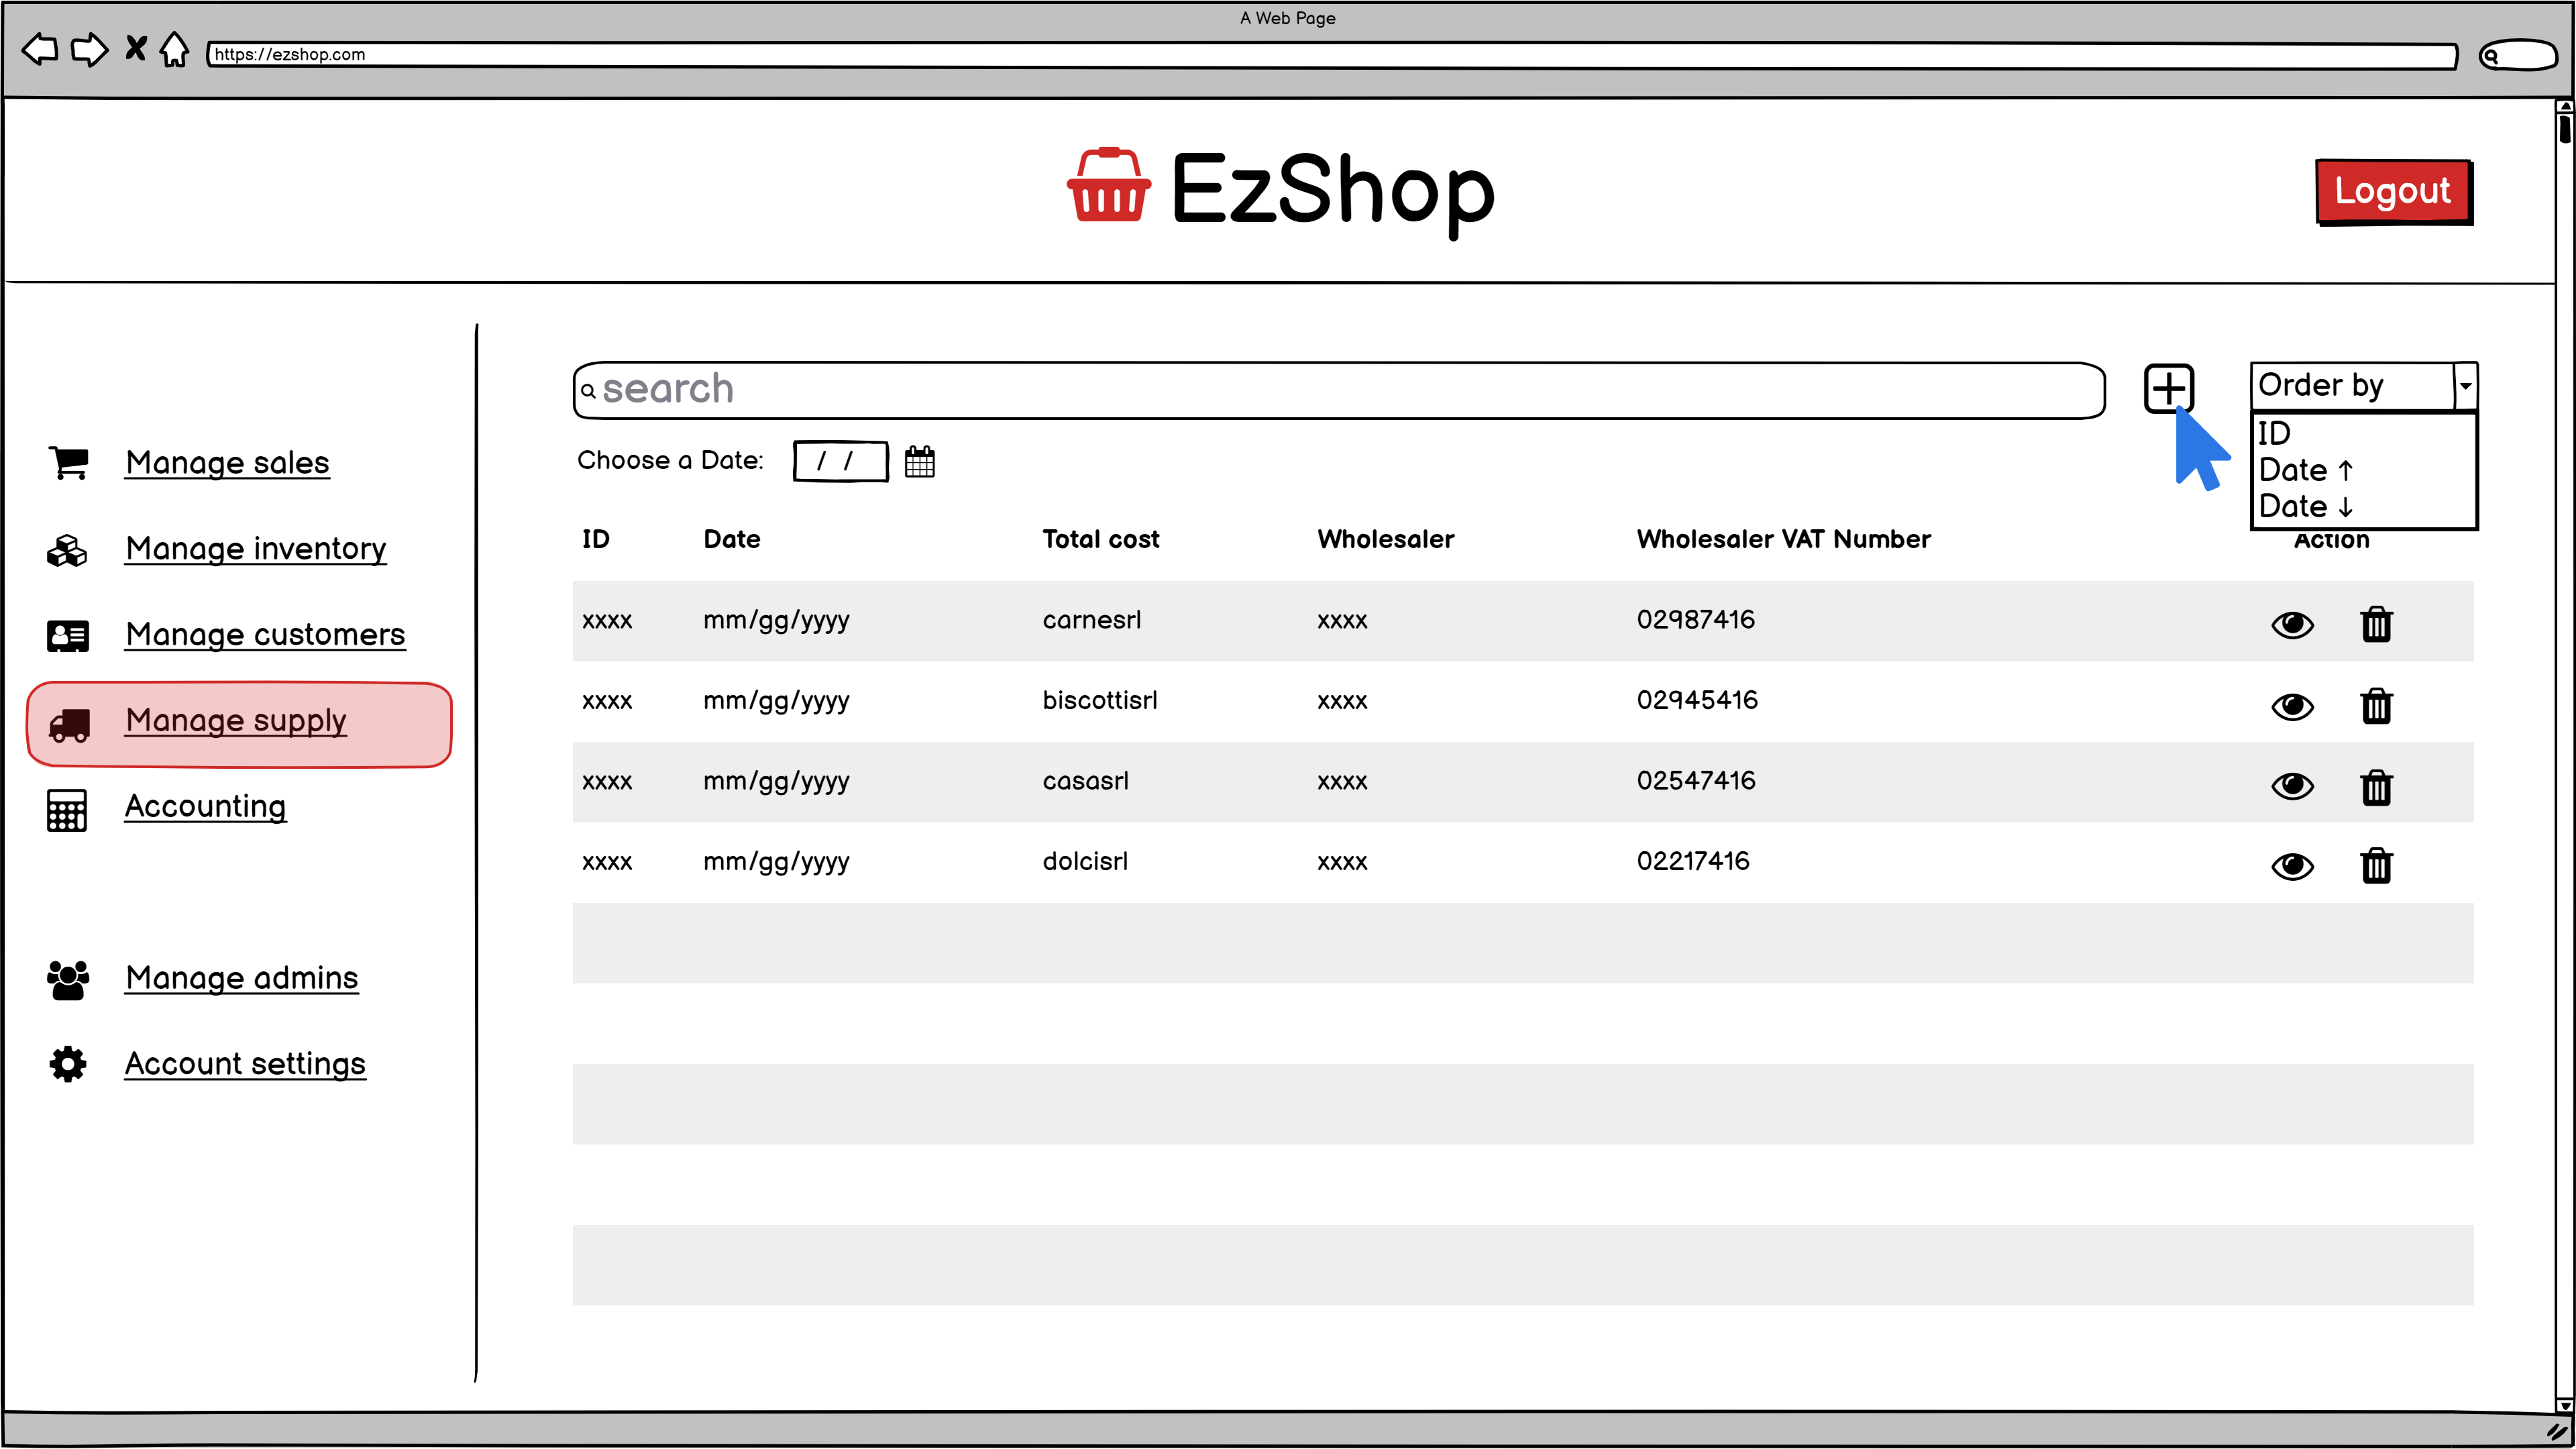 A Web Page
https://ezshop.com
EzShop
Logout
search
Order by
ID
Date ↑
Date ↓
Choose a Date: / /
Manage sales
Manage inventory
Manage customers
Manage supply
Accounting
Manage admins
Account settings
ID Date Total cost Wholesaler Wholesaler VAT Number Action
xxxx mm/gg/yyyy carnesrl xxxx 02987416
xxxx mm/gg/yyyy biscottisrl xxxx 02945416
xxxx mm/gg/yyyy casasrl xxxx 02547416
xxxx mm/gg/yyyy dolcisrl xxxx 02217416